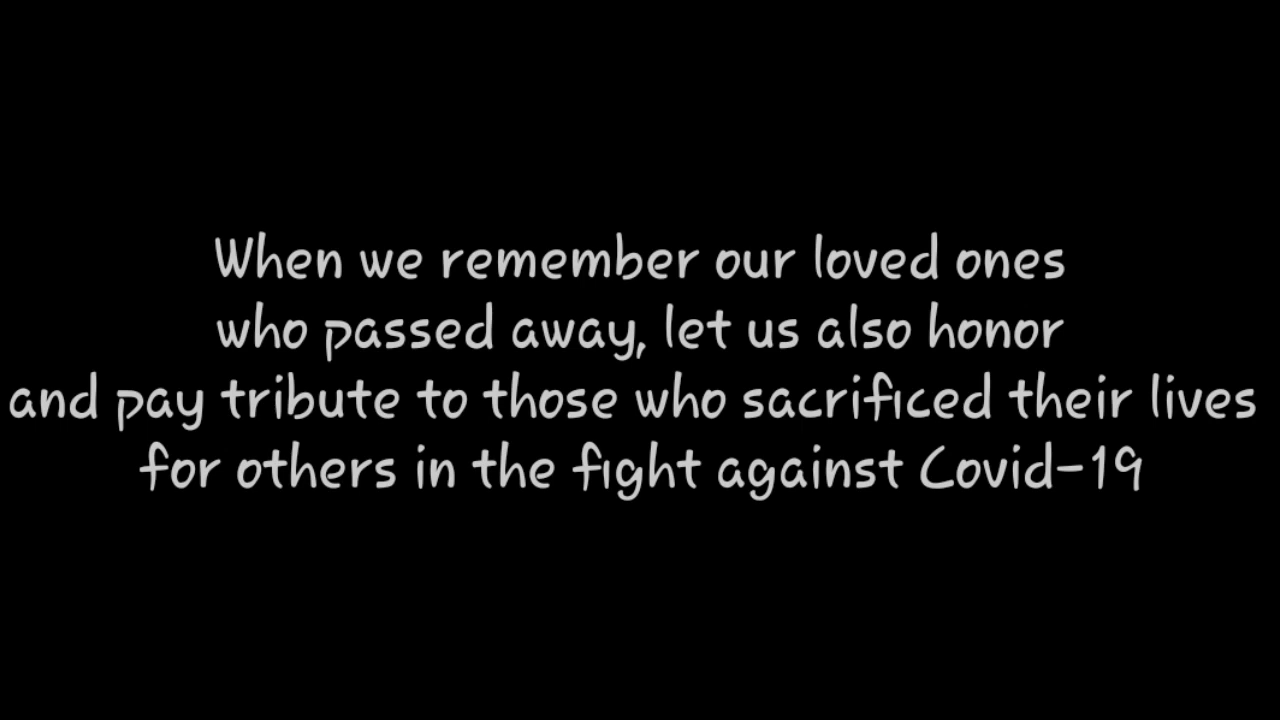 When we remember our loved ones
who passed away, let us also honor
and pay tribute to those who sacrificed their lives
for others in the fight against Covid-19